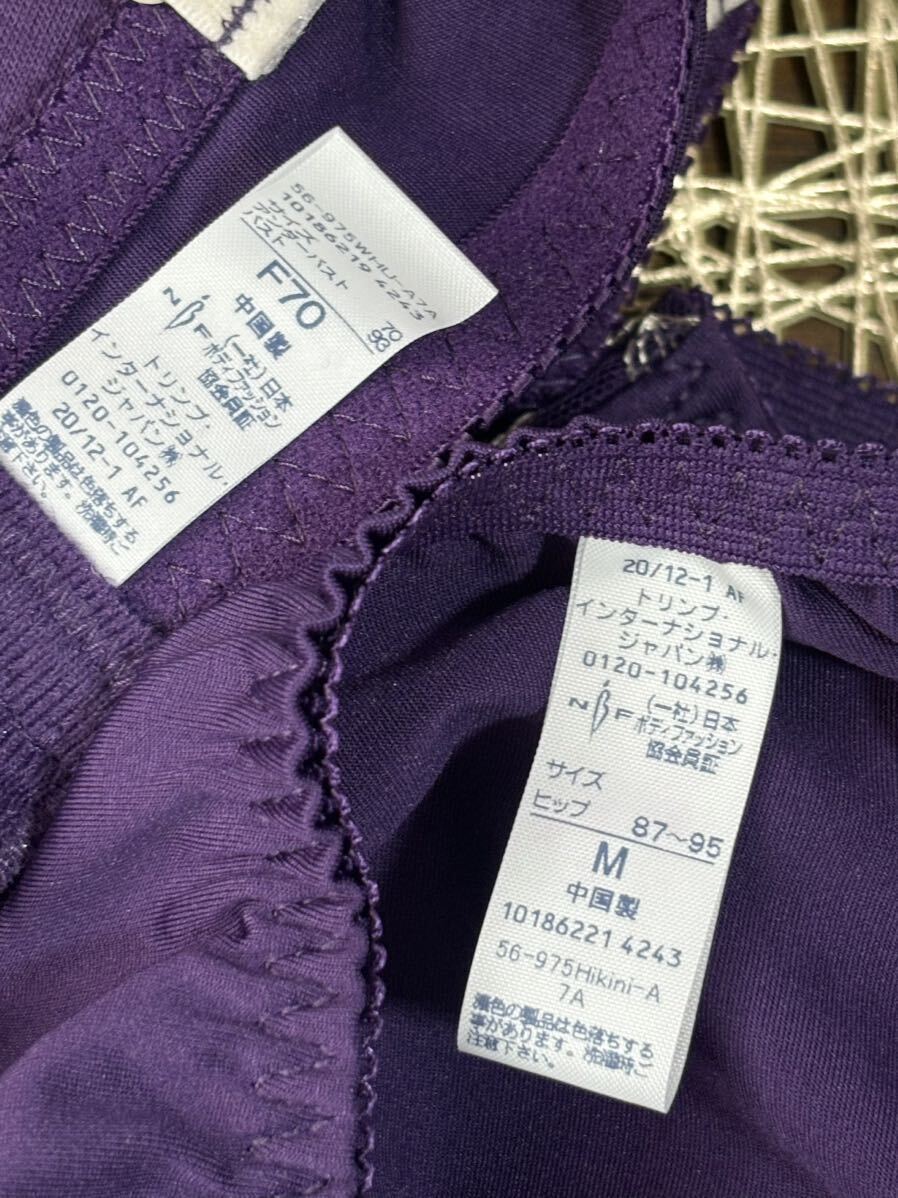 56-975WHU-A7A
10186219 4243
サイズ
アンダーバスト 70
バスト 98
F70
中国製
NBF (一社)日本
ボディファッション
協会員証
トリンプ・
インターナショナル・
ジャパン㈱
0120-104256
20/12-1 AF
濃色の製品は色落ちする
事があります。洗濯時ご
注意下さい。
20/12-1 AF
トリンプ・
インターナショナル・
ジャパン㈱
0120-104256
NBF (一社)日本
ボディファッション
協会員証
サイズ
ヒップ 87～95
M
中国製
10186221 4243
56-975Hikini-A
7A
濃色の製品は色落ちする
事があります。洗濯時ご
注意下さい。